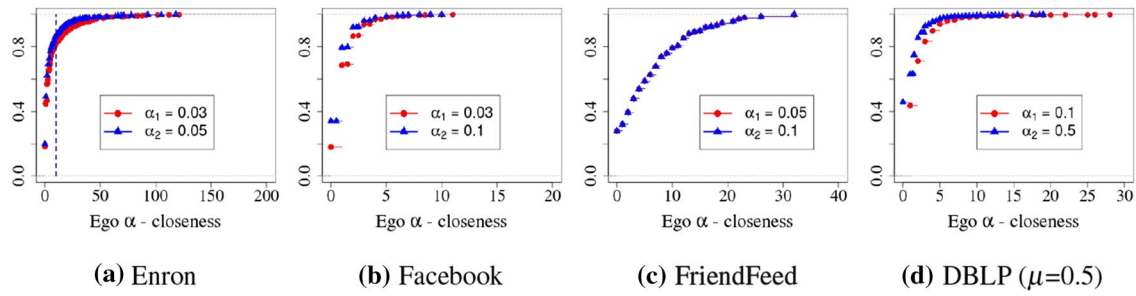 0.0 0.4 0.8
α₁ = 0.03
α₂ = 0.05
0 50 100 150 200
Ego α - closeness
(a) Enron
0.0 0.4 0.8
α₁ = 0.03
α₂ = 0.1
0 5 10 15 20
Ego α - closeness
(b) Facebook
0.0 0.4 0.8
α₁ = 0.05
α₂ = 0.1
0 10 20 30 40
Ego α - closeness
(c) FriendFeed
0.0 0.4 0.8
α₁ = 0.1
α₂ = 0.5
0 5 10 15 20 25 30
Ego α - closeness
(d) DBLP (μ=0.5)